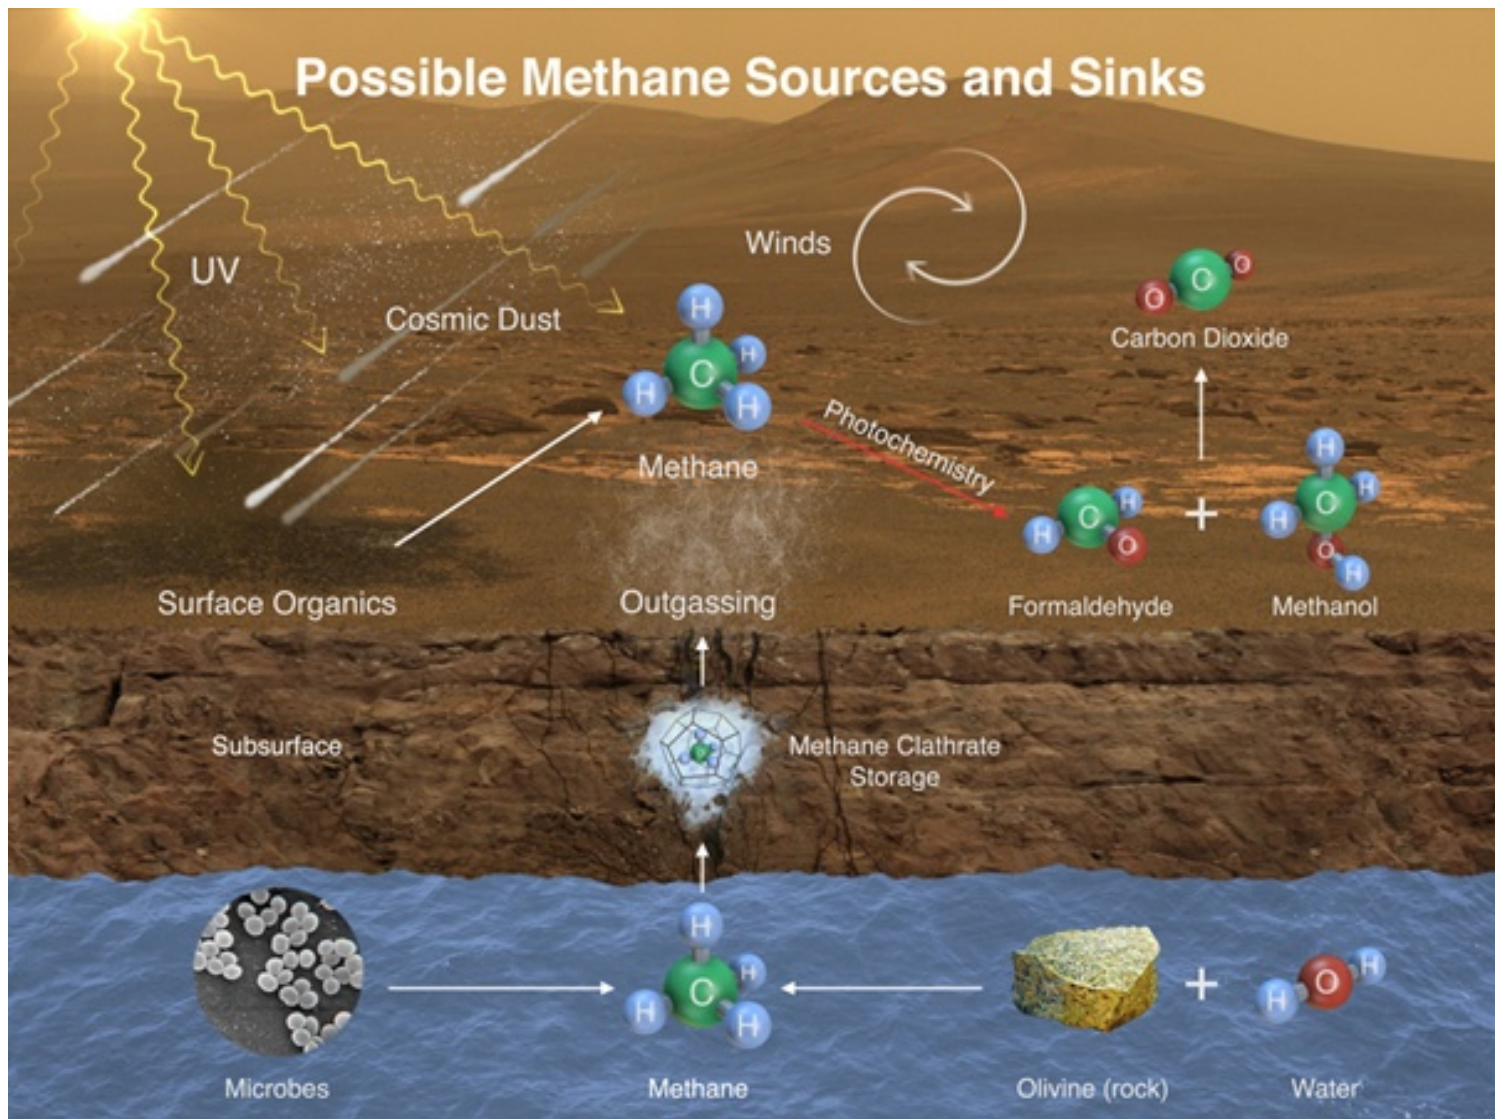 Possible Methane Sources and Sinks
UV
Cosmic Dust
Winds
O
C
O
Carbon Dioxide
H
H
H
C
H
Methane
Photochemistry
H
H
C
H
O
H
H
C
H
O
+
Surface Organics
Outgassing
Formaldehyde
Methanol
Subsurface
Methane Clathrate
Storage
H
H
C
H
H
+
H
O
H
Microbes
Methane
Olivine (rock)
Water